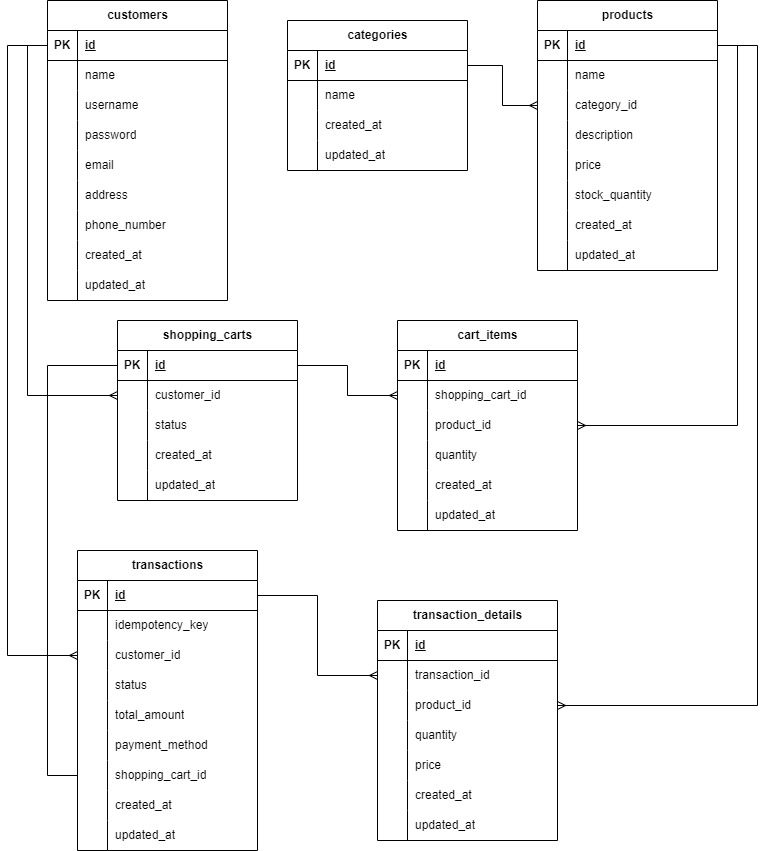 customers
PK id
name
username
password
email
address
phone_number
created_at
updated_at
categories
PK id
name
created_at
updated_at
products
PK id
name
category_id
description
price
stock_quantity
created_at
updated_at
shopping_carts
PK id
customer_id
status
created_at
updated_at
cart_items
PK id
shopping_cart_id
product_id
quantity
created_at
updated_at
transactions
PK id
idempotency_key
customer_id
status
total_amount
payment_method
shopping_cart_id
created_at
updated_at
transaction_details
PK id
transaction_id
product_id
quantity
price
created_at
updated_at